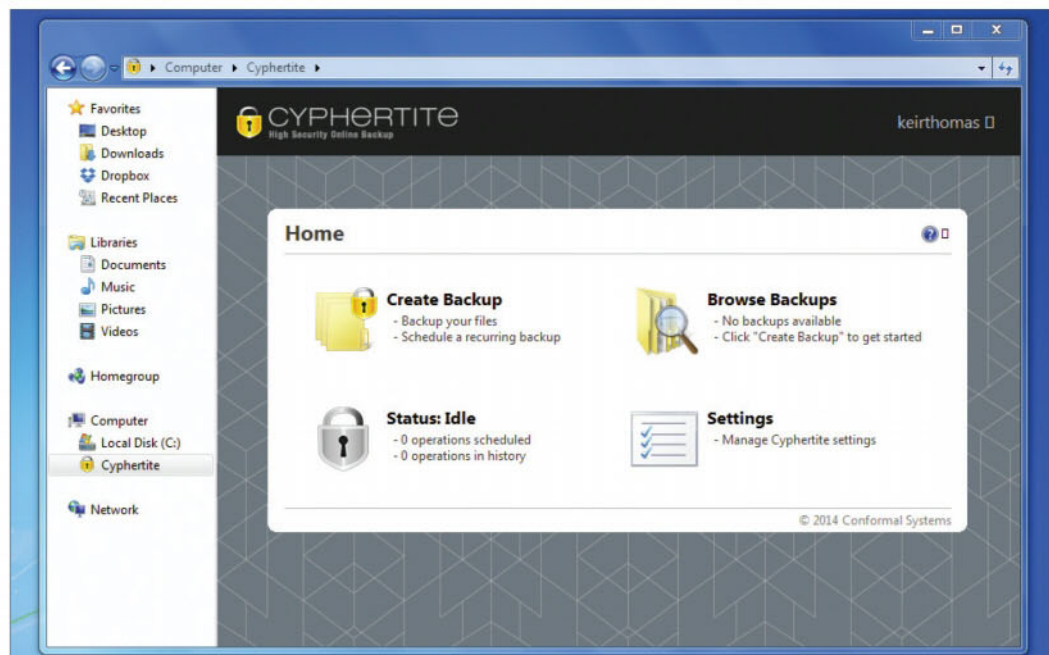 Computer ▸ Cyphertite ▸
Favorites
Desktop
Downloads
Dropbox
Recent Places
Libraries
Documents
Music
Pictures
Videos
Homegroup
Computer
Local Disk (C:)
Cyphertite
Network
CYPHERTITE
High Security Online Backup
keirthomas
Home
Create Backup
- Backup your files
- Schedule a recurring backup
Browse Backups
- No backups available
- Click "Create Backup" to get started
Status: Idle
- 0 operations scheduled
- 0 operations in history
Settings
- Manage Cyphertite settings
© 2014 Conformal Systems